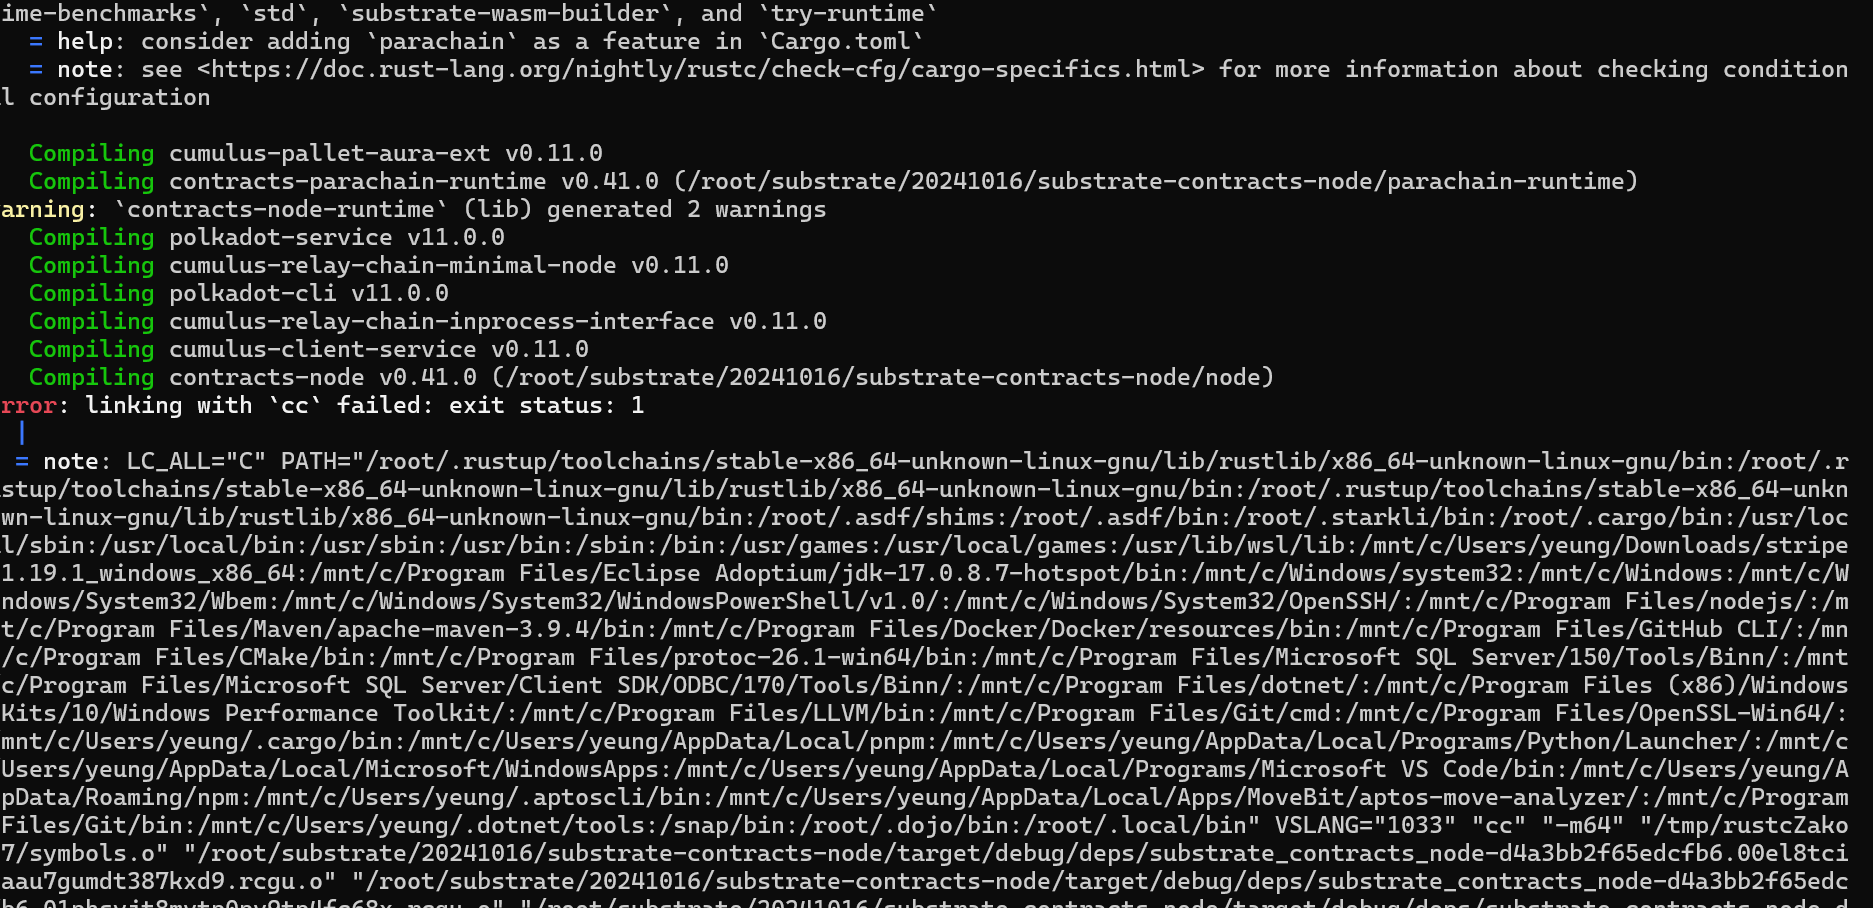 ime-benchmarks`, `std`, `substrate-wasm-builder`, and `try-runtime`
= help: consider adding `parachain` as a feature in `Cargo.toml`
= note: see <https://doc.rust-lang.org/nightly/rustc/check-cfg/cargo-specifics.html> for more information about checking condition
l configuration
Compiling cumulus-pallet-aura-ext v0.11.0
Compiling contracts-parachain-runtime v0.41.0 (/root/substrate/20241016/substrate-contracts-node/parachain-runtime)
arning: `contracts-node-runtime` (lib) generated 2 warnings
Compiling polkadot-service v11.0.0
Compiling cumulus-relay-chain-minimal-node v0.11.0
Compiling polkadot-cli v11.0.0
Compiling cumulus-relay-chain-inprocess-interface v0.11.0
Compiling cumulus-client-service v0.11.0
Compiling contracts-node v0.41.0 (/root/substrate/20241016/substrate-contracts-node/node)
rror: linking with `cc` failed: exit status: 1
|
= note: LC_ALL="C" PATH="/root/.rustup/toolchains/stable-x86_64-unknown-linux-gnu/lib/rustlib/x86_64-unknown-linux-gnu/bin:/root/.r
stup/toolchains/stable-x86_64-unknown-linux-gnu/lib/rustlib/x86_64-unknown-linux-gnu/bin:/root/.rustup/toolchains/stable-x86_64-unkn
wn-linux-gnu/lib/rustlib/x86_64-unknown-linux-gnu/bin:/root/.asdf/shims:/root/.asdf/bin:/root/.starkli/bin:/root/.cargo/bin:/usr/loc
l/sbin:/usr/local/bin:/usr/sbin:/usr/bin:/sbin:/bin:/usr/games:/usr/local/games:/usr/lib/wsl/lib:/mnt/c/Users/yeung/Downloads/stripe
1.19.1_windows_x86_64:/mnt/c/Program Files/Eclipse Adoptium/jdk-17.0.8.7-hotspot/bin:/mnt/c/Windows/system32:/mnt/c/Windows:/mnt/c/W
ndows/System32/Wbem:/mnt/c/Windows/System32/WindowsPowerShell/v1.0/:/mnt/c/Windows/System32/OpenSSH/:/mnt/c/Program Files/nodejs/:/m
t/c/Program Files/Maven/apache-maven-3.9.4/bin:/mnt/c/Program Files/Docker/Docker/resources/bin:/mnt/c/Program Files/GitHub CLI/:/mn
/c/Program Files/CMake/bin:/mnt/c/Program Files/protoc-26.1-win64/bin:/mnt/c/Program Files/Microsoft SQL Server/150/Tools/Binn/:/mnt
c/Program Files/Microsoft SQL Server/Client SDK/ODBC/170/Tools/Binn/:/mnt/c/Program Files/dotnet/:/mnt/c/Program Files (x86)/Windows
Kits/10/Windows Performance Toolkit/:/mnt/c/Program Files/LLVM/bin:/mnt/c/Program Files/Git/cmd:/mnt/c/Program Files/OpenSSL-Win64/:
mnt/c/Users/yeung/.cargo/bin:/mnt/c/Users/yeung/AppData/Local/pnpm:/mnt/c/Users/yeung/AppData/Local/Programs/Python/Launcher/:/mnt/c
Users/yeung/AppData/Local/Microsoft/WindowsApps:/mnt/c/Users/yeung/AppData/Local/Programs/Microsoft VS Code/bin:/mnt/c/Users/yeung/A
pData/Roaming/npm:/mnt/c/Users/yeung/.aptoscli/bin:/mnt/c/Users/yeung/AppData/Local/Apps/MoveBit/aptos-move-analyzer/:/mnt/c/Program
Files/Git/bin:/mnt/c/Users/yeung/.dotnet/tools:/snap/bin:/root/.dojo/bin:/root/.local/bin" VSLANG="1033" "cc" "-m64" "/tmp/rustcZako
7/symbols.o" "/root/substrate/20241016/substrate-contracts-node/target/debug/deps/substrate_contracts_node-d4a3bb2f65edcfb6.00el8tci
aau7gumdt387kxd9.rcgu.o" "/root/substrate/20241016/substrate-contracts-node/target/debug/deps/substrate_contracts_node-d4a3bb2f65edc